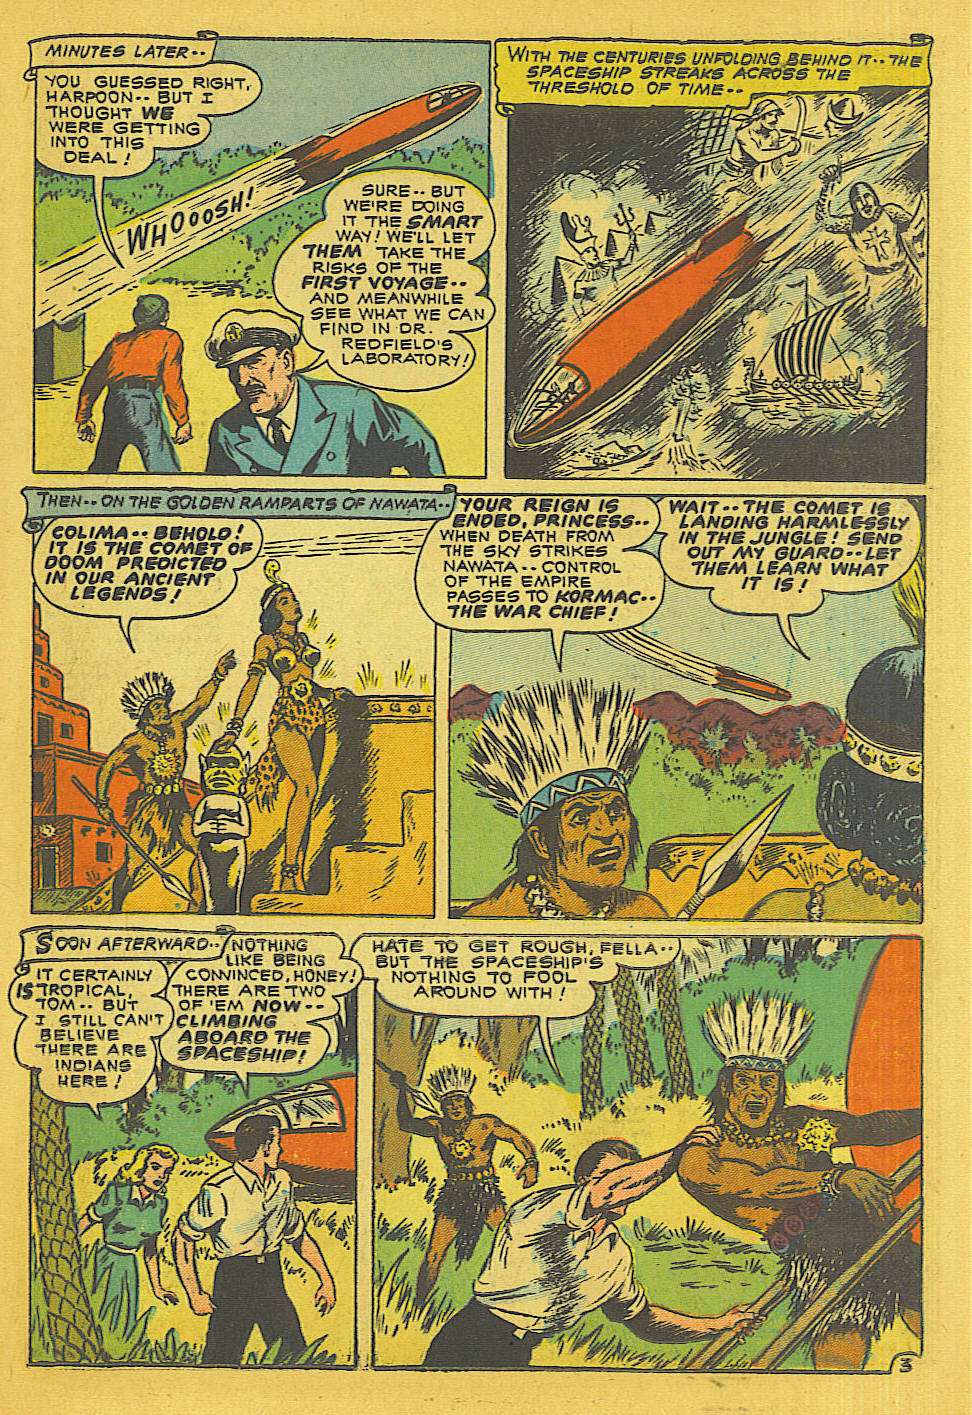 MINUTES LATER--
YOU GUESSED RIGHT,
HARPOON-- BUT I
THOUGHT WE
WERE GETTING
INTO THIS
DEAL!
WHOOOSH!
SURE-- BUT
WE'RE DOING
IT THE SMART
WAY! WE'LL LET
THEM TAKE THE
RISKS OF THE
FIRST VOYAGE--
AND MEANWHILE
SEE WHAT WE CAN
FIND IN DR.
REDFIELD'S
LABORATORY!
WITH THE CENTURIES UNFOLDING BEHIND IT-- THE
SPACESHIP STREAKS ACROSS THE
THRESHOLD OF TIME--
THEN-- ON THE GOLDEN RAMPARTS OF NAWATA--
COLIMA-- BEHOLD!
IT IS THE COMET OF
DOOM PREDICTED
IN OUR ANCIENT
LEGENDS!
YOUR REIGN IS
ENDED, PRINCESS--
WHEN DEATH FROM
THE SKY STRIKES
NAWATA-- CONTROL
OF THE EMPIRE
PASSES TO KORMAC--
THE WAR CHIEF!
WAIT-- THE COMET IS
LANDING HARMLESSLY
IN THE JUNGLE! SEND
OUT MY GUARD-- LET
THEM LEARN WHAT
IT IS!
SOON AFTERWARD--
IT CERTAINLY
IS TROPICAL,
TOM-- BUT
I STILL CAN'T
BELIEVE
THERE ARE
INDIANS
HERE!
NOTHING
LIKE BEING
CONVINCED, HONEY!
THERE ARE TWO
OF 'EM NOW--
CLIMBING
ABOARD THE
SPACESHIP!
HATE TO GET ROUGH, FELLA--
BUT THE SPACESHIP'S
NOTHING TO FOOL
AROUND WITH!
3